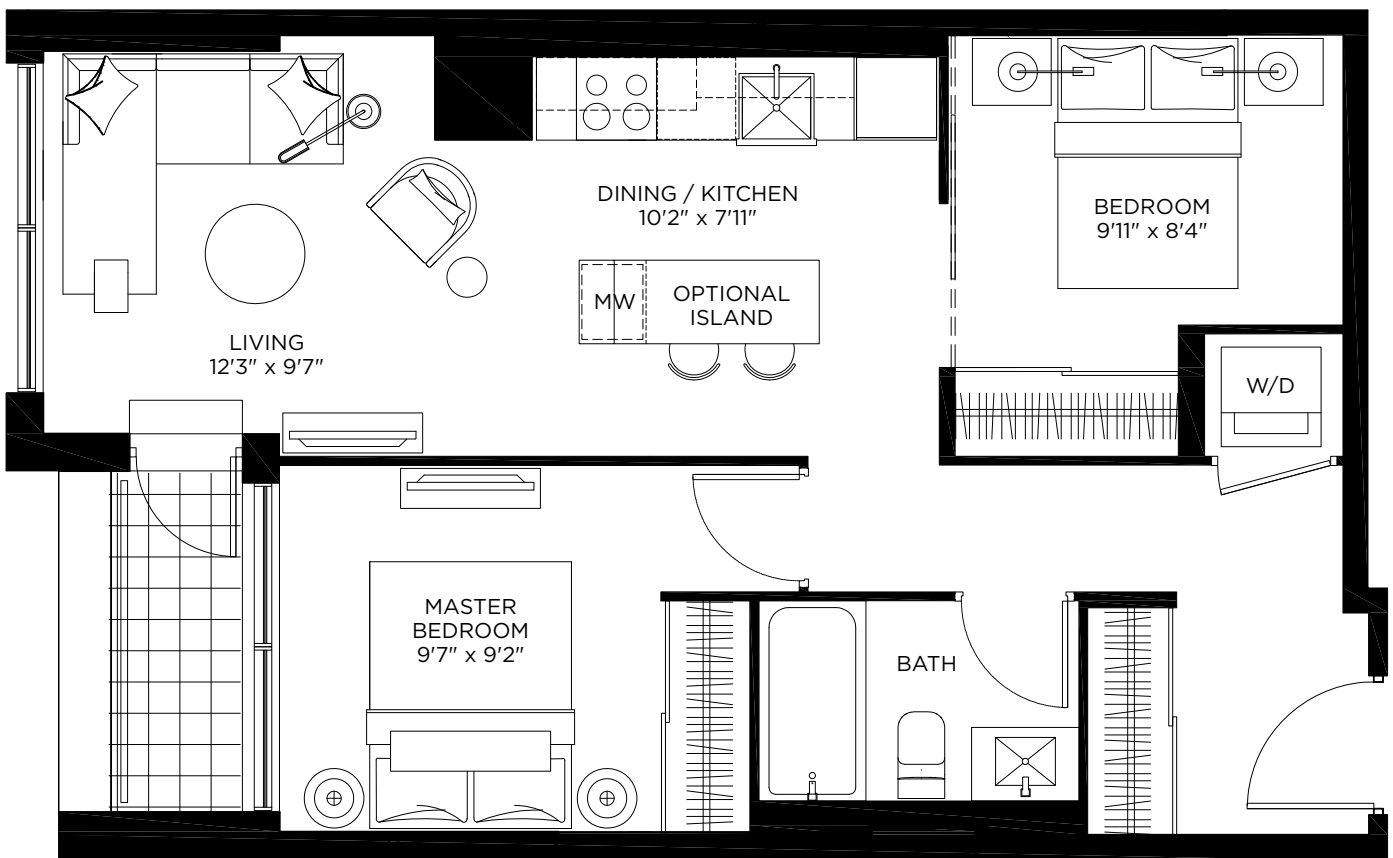 DINING / KITCHEN
10'2" x 7'11"
BEDROOM
9'11" x 8'4"
MW
OPTIONAL
ISLAND
LIVING
12'3" x 9'7"
W/D
MASTER
BEDROOM
9'7" x 9'2"
BATH